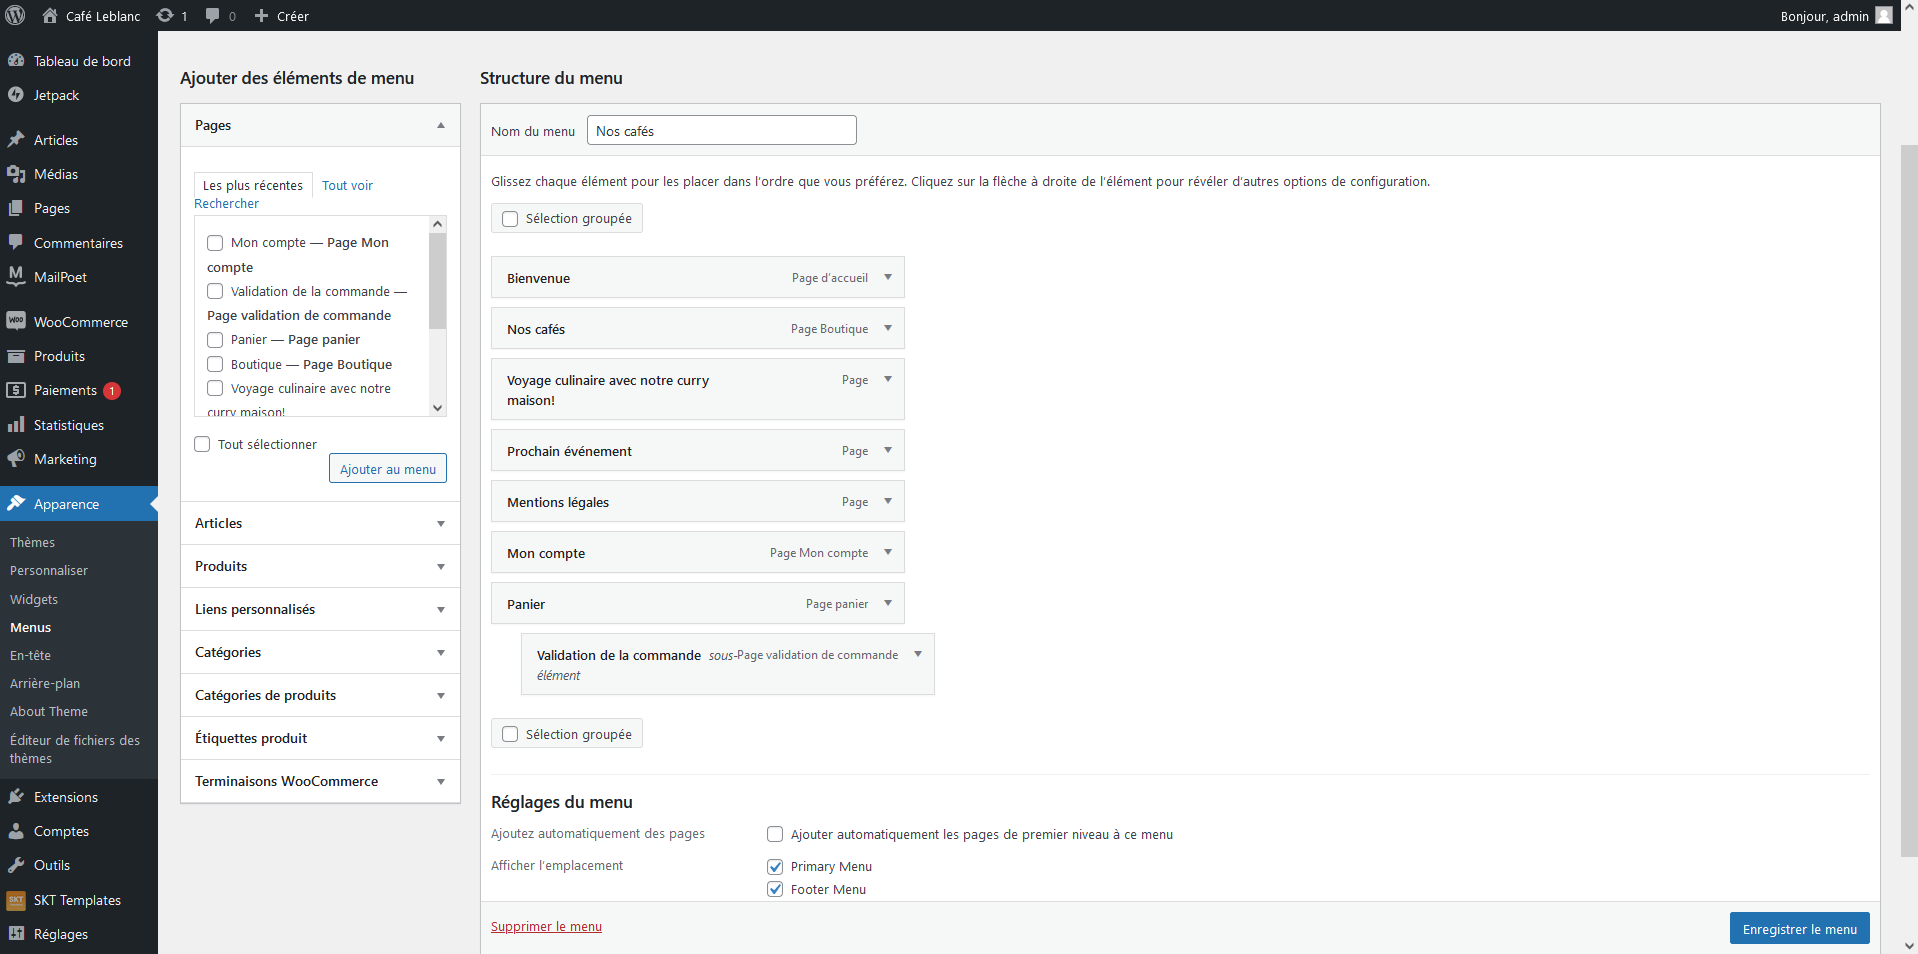 Café Leblanc
1
0
Créer
Bonjour, admin
Tableau de bord
Jetpack
Articles
Médias
Pages
Commentaires
MailPoet
WooCommerce
Produits
Paiements 1
Statistiques
Marketing
Apparence
Thèmes
Personnaliser
Widgets
Menus
En-tête
Arrière-plan
About Theme
Éditeur de fichiers des
thèmes
Extensions
Comptes
Outils
SKT Templates
Réglages
Ajouter des éléments de menu
Pages
Les plus récentes
Tout voir
Rechercher
Mon compte — Page Mon
compte
Validation de la commande —
Page validation de commande
Panier — Page panier
Boutique — Page Boutique
Voyage culinaire avec notre
curry maison!
Tout sélectionner
Ajouter au menu
Articles
Produits
Liens personnalisés
Catégories
Catégories de produits
Étiquettes produit
Terminaisons WooCommerce
Structure du menu
Nom du menu
Nos cafés
Glissez chaque élément pour les placer dans l’ordre que vous préférez. Cliquez sur la flèche à droite de l’élément pour révéler d’autres options de configuration.
Sélection groupée
Bienvenue
Page d’accueil
Nos cafés
Page Boutique
Voyage culinaire avec notre curry
maison!
Page
Prochain événement
Page
Mentions légales
Page
Mon compte
Page Mon compte
Panier
Page panier
Validation de la commande sous-
élément
Page validation de commande
Sélection groupée
Réglages du menu
Ajoutez automatiquement des pages
Ajouter automatiquement les pages de premier niveau à ce menu
Afficher l’emplacement
Primary Menu
Footer Menu
Supprimer le menu
Enregistrer le menu